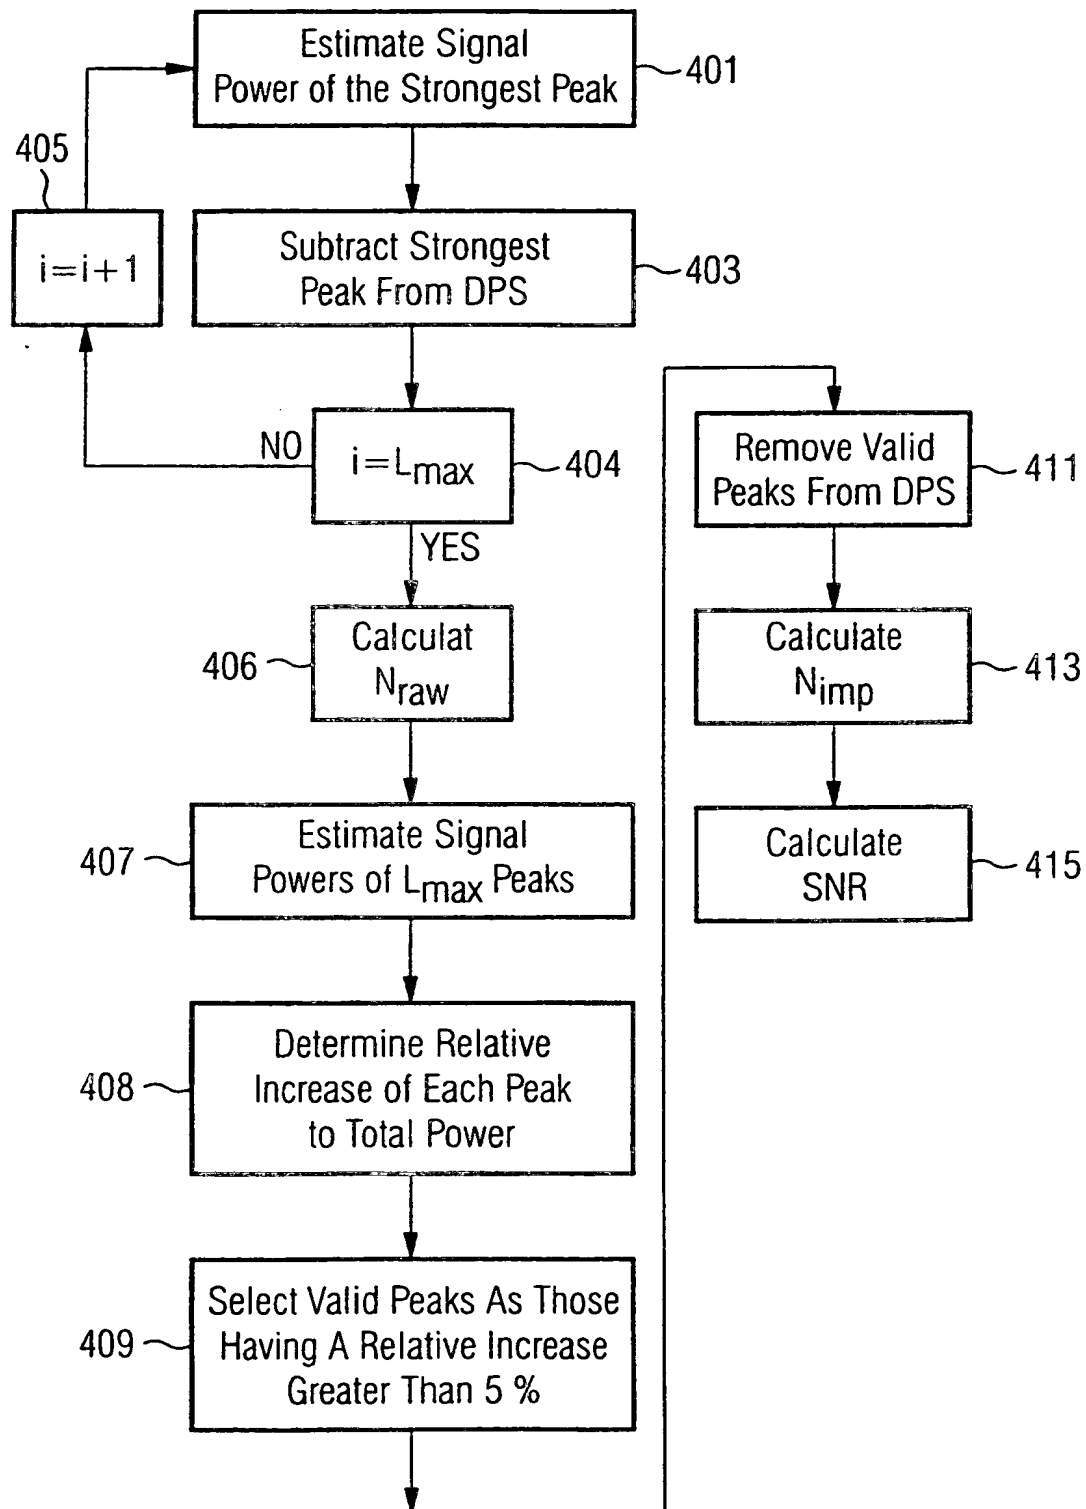 Estimate Signal
Power of the Strongest Peak
401
405
i=i+1
Subtract Strongest
Peak From DPS
403
NO
i=Lmax
404
YES
Calculat
Nraw
406
Estimate Signal
Powers of Lmax Peaks
407
Determine Relative
Increase of Each Peak
to Total Power
408
Select Valid Peaks As Those
Having A Relative Increase
Greater Than 5 %
409
Remove Valid
Peaks From DPS
411
Calculate
Nimp
413
Calculate
SNR
415